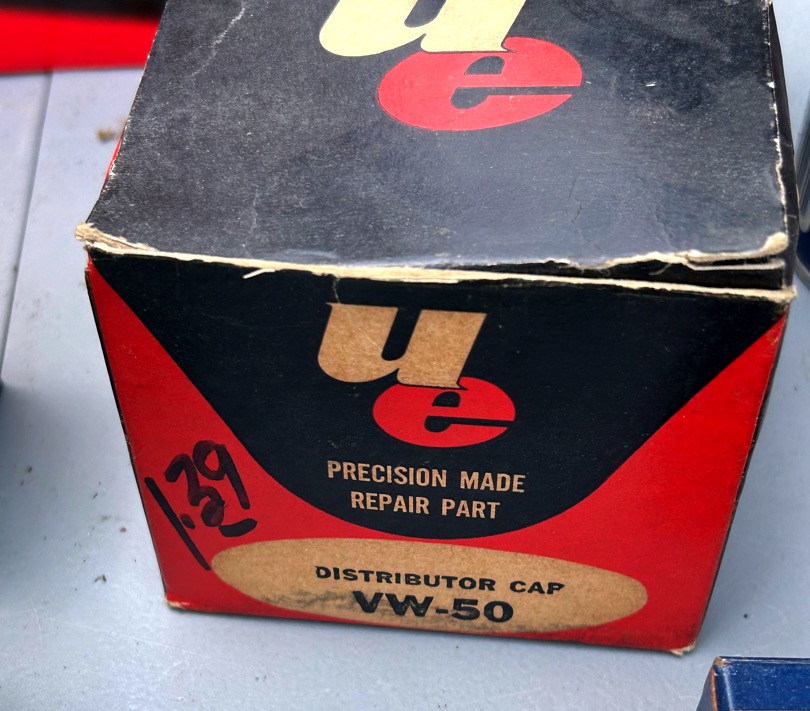 ue
ue
PRECISION MADE
REPAIR PART
1.39
DISTRIBUTOR CAP
VW-50